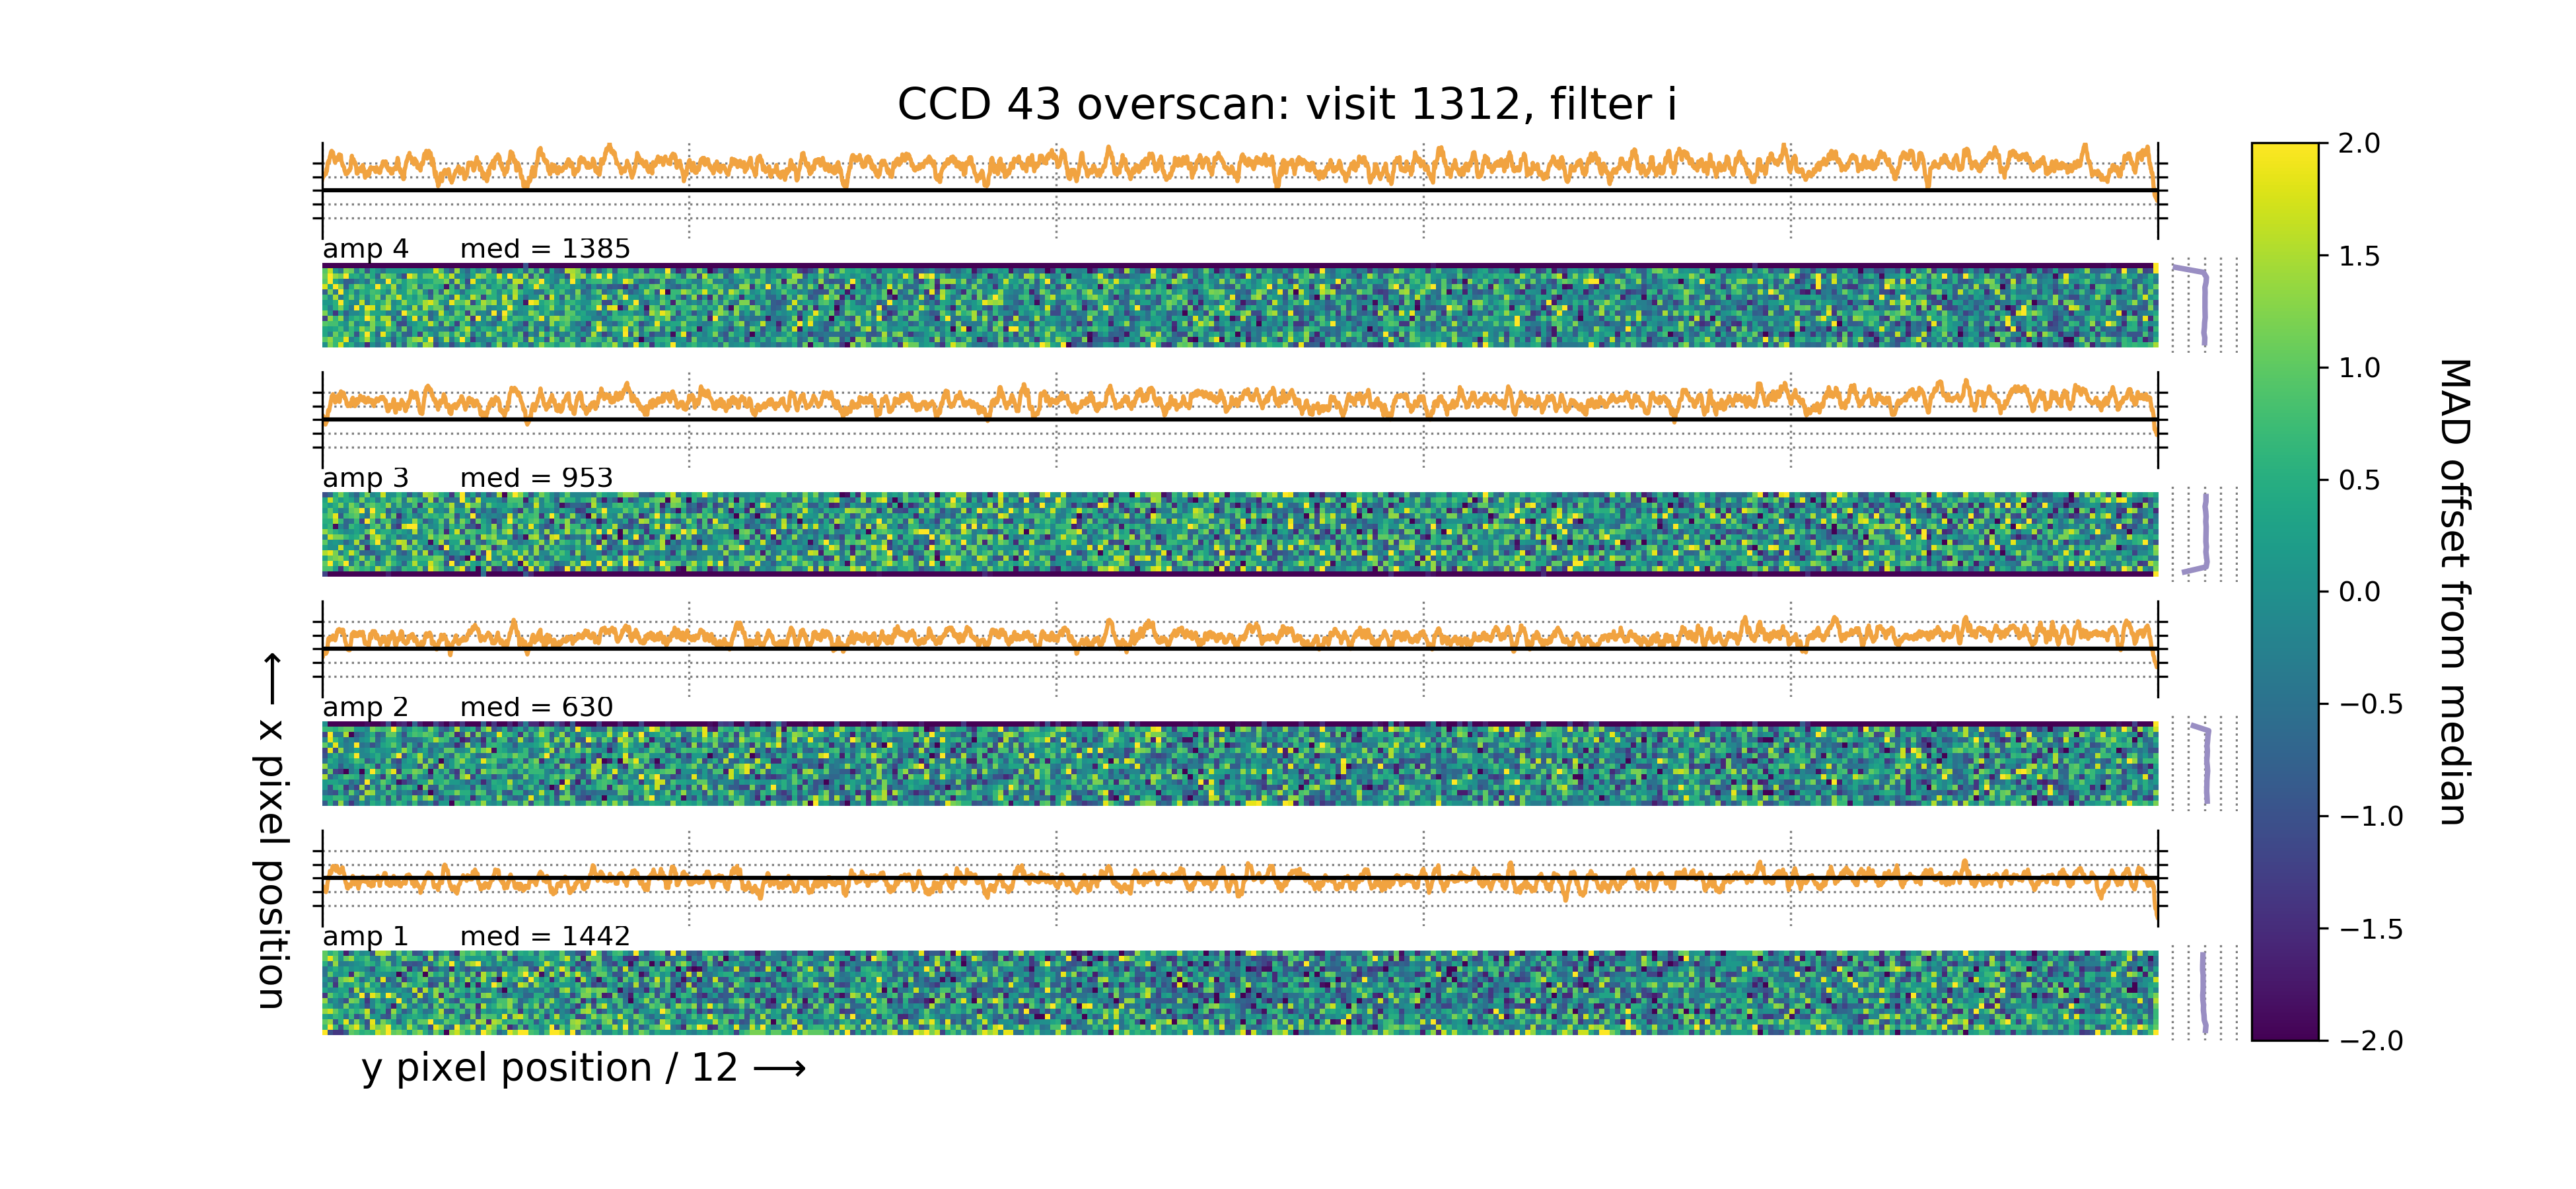 CCD 43 overscan: visit 1312, filter i
amp 4 med = 1385
amp 3 med = 953
amp 2 med = 630
amp 1 med = 1442
⟵ x pixel position
y pixel position / 12 ⟶
2.0
1.5
1.0
0.5
0.0
−0.5
−1.0
−1.5
−2.0
MAD offset from median